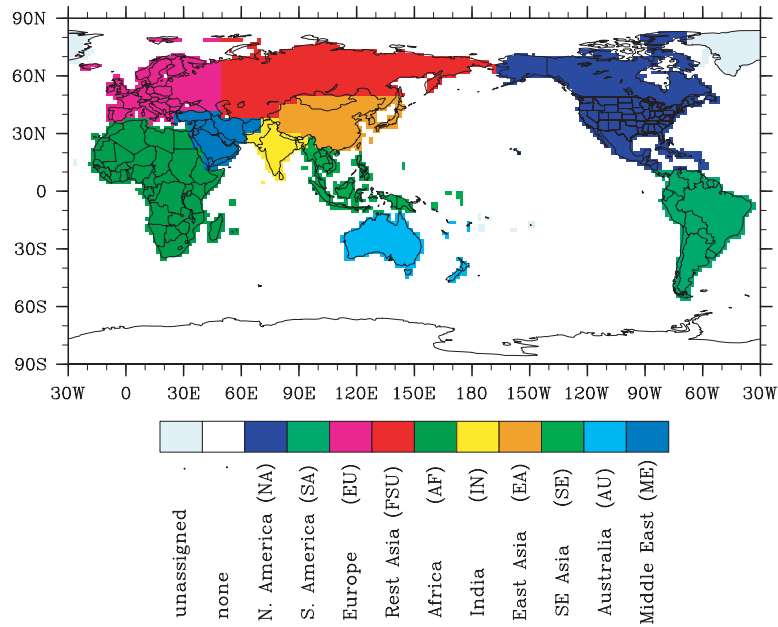 90N
60N
30N
0
30S
60S
90S
30W 0 30E 60E 90E 120E 150E 180 150W 120W 90W 60W 30W
unassigned .
none .
N. America (NA)
S. America (SA)
Europe (EU)
Rest Asia (FSU)
Africa (AF)
India (IN)
East Asia (EA)
SE Asia (SE)
Australia (AU)
Middle East (ME)